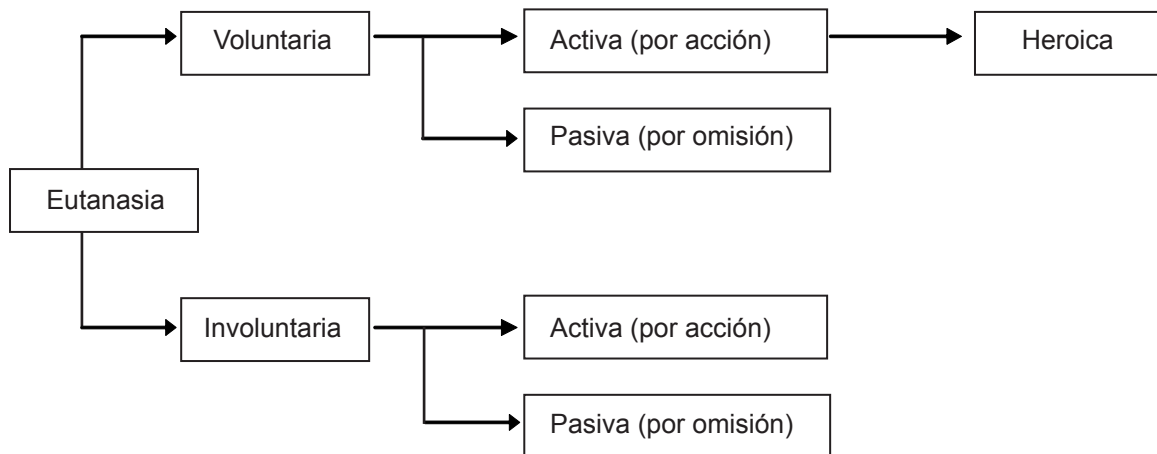 Voluntaria
Activa (por acción)
Heroica
Pasiva (por omisión)
Eutanasia
Involuntaria
Activa (por acción)
Pasiva (por omisión)